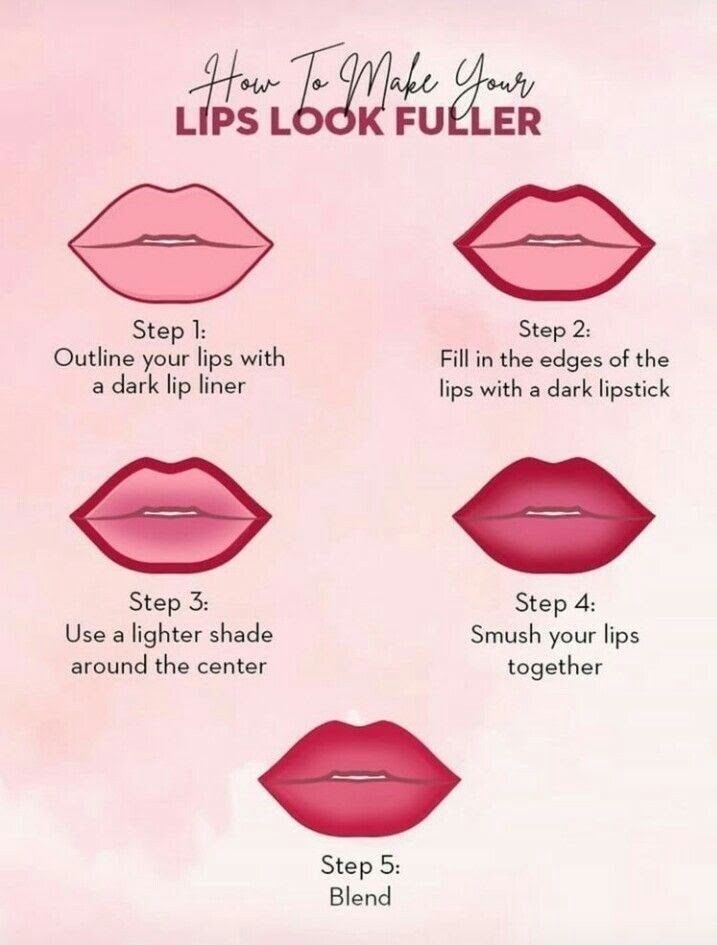 How To Make Your
LIPS LOOK FULLER
Step 1:
Outline your lips with
a dark lip liner
Step 2:
Fill in the edges of the
lips with a dark lipstick
Step 3:
Use a lighter shade
around the center
Step 4:
Smush your lips
together
Step 5:
Blend